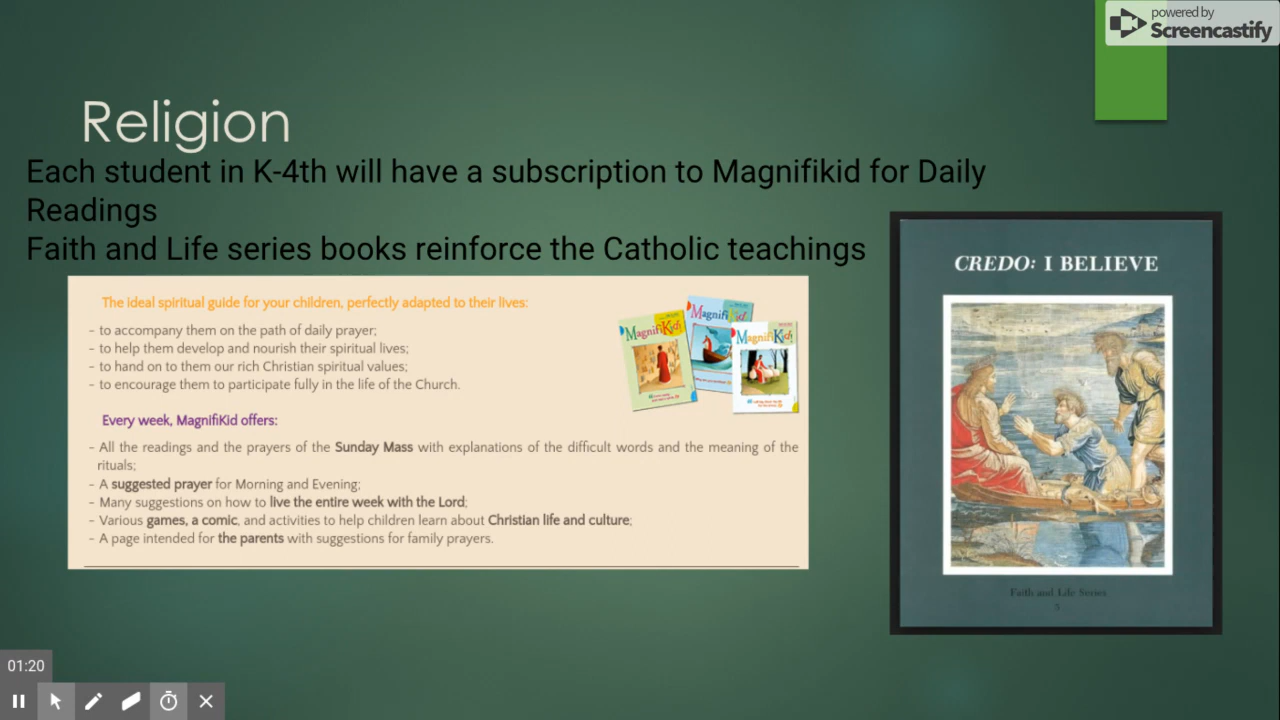 powered by
Screencastify
Religion
Each student in K-4th will have a subscription to Magnifikid for Daily
Readings
Faith and Life series books reinforce the Catholic teachings
The ideal spiritual guide for your children, perfectly adapted to their lives:
- to accompany them on the path of daily prayer;
- to help them develop and nourish their spiritual lives;
- to hand on to them our rich Christian spiritual values;
- to encourage them to participate fully in the life of the Church.
MagnifiKid
MagnifiKid
MagnifiKid!
Every week, MagnifiKid offers:
- All the readings and the prayers of the Sunday Mass with explanations of the difficult words and the meaning of the
rituals;
- A suggested prayer for Morning and Evening;
- Many suggestions on how to live the entire week with the Lord;
- Various games, a comic, and activities to help children learn about Christian life and culture;
- A page intended for the parents with suggestions for family prayers.
CREDO: I BELIEVE
Faith and Life Series
01:20